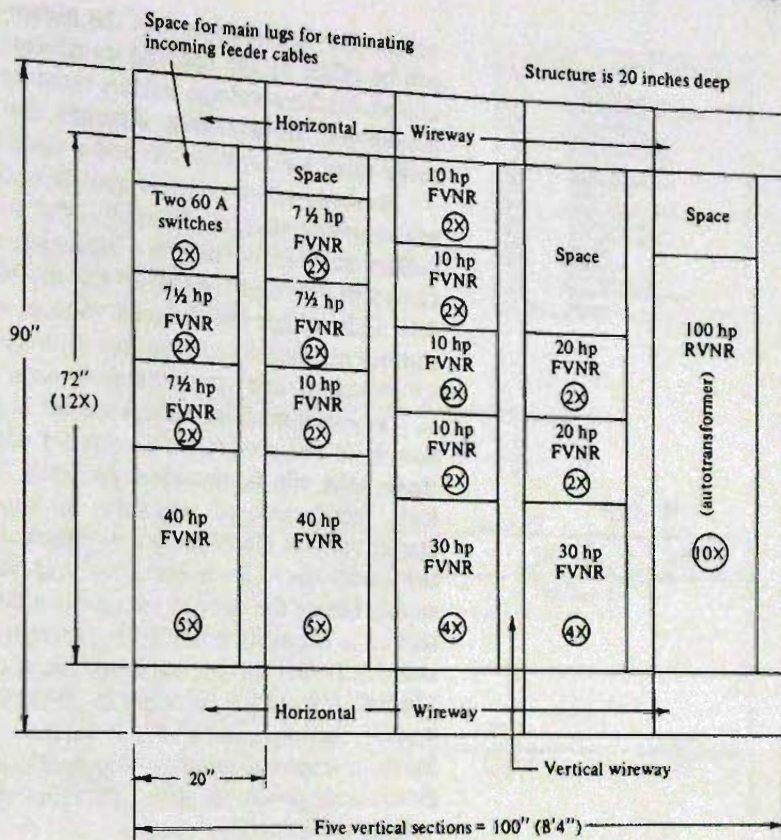 Space for main lugs for terminating
incoming feeder cables
Structure is 20 inches deep
Horizontal
Wireway
90"
72"
(12X)
Two 60 A
switches
2X
7½ hp
FVNR
2X
7½ hp
FVNR
2X
40 hp
FVNR
5X
Space
7½ hp
FVNR
2X
7½ hp
FVNR
2X
10 hp
FVNR
2X
40 hp
FVNR
5X
10 hp
FVNR
2X
10 hp
FVNR
2X
10 hp
FVNR
2X
10 hp
FVNR
2X
30 hp
FVNR
4X
Space
20 hp
FVNR
2X
20 hp
FVNR
2X
30 hp
FVNR
4X
Space
100 hp
RVNR
(autotransformer)
10X
Horizontal
Wireway
20"
Vertical wireway
Five vertical sections = 100" (8'4")